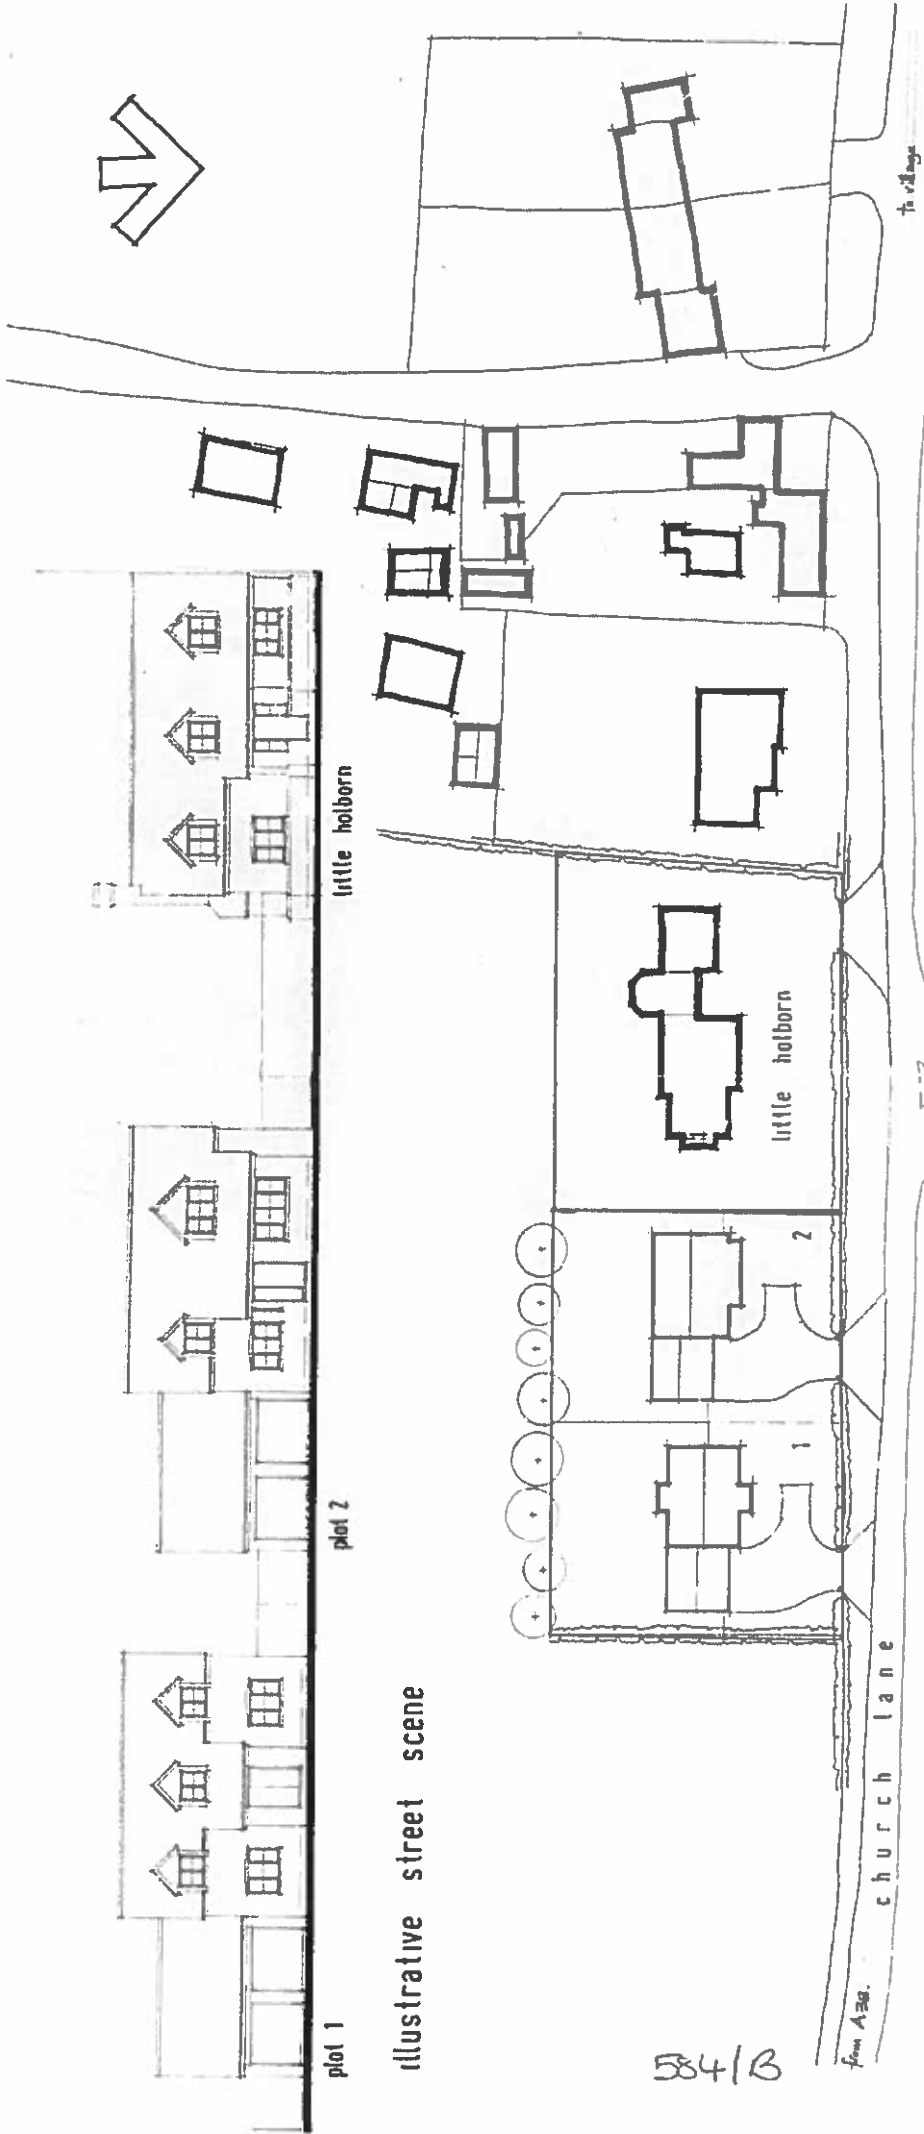 plot 1
plot 2
little holborn
illustrative street scene
1
2
little holborn
from A38.
church lane
to village
584/B